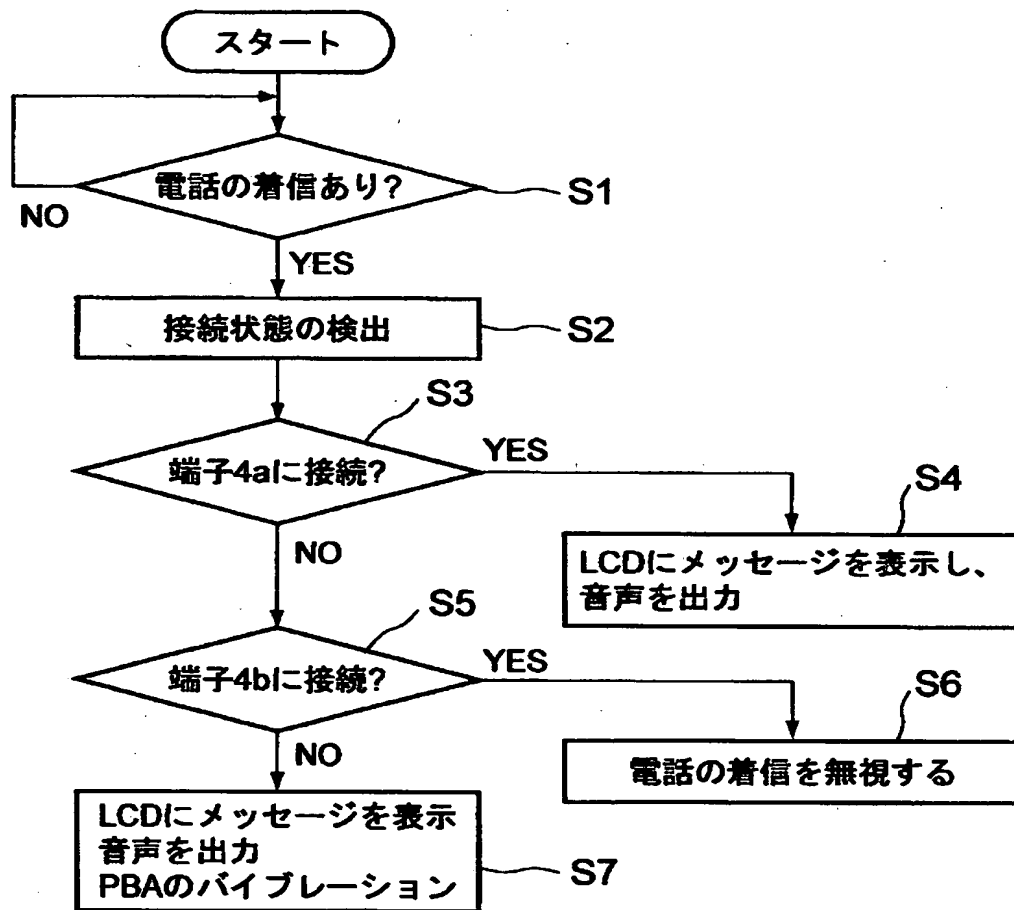 スタート
電話の着信あり?
S1
NO
YES
接続状態の検出
S2
S3
端子4aに接続?
YES
S4
NO
LCDにメッセージを表示し、
音声を出力
S5
端子4bに接続?
YES
S6
NO
電話の着信を無視する
LCDにメッセージを表示
音声を出力
PBAのバイブレーション
S7